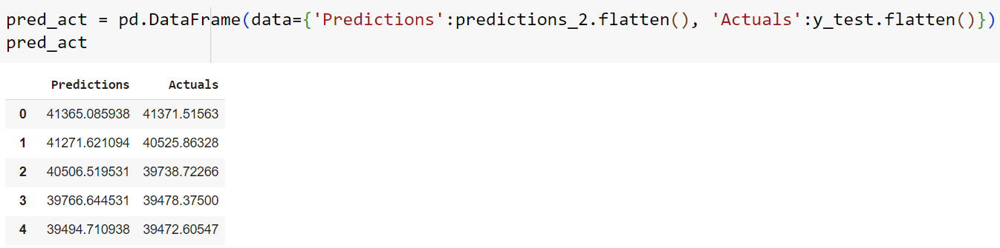 pred_act = pd.DataFrame(data={'Predictions':predictions_2.flatten(), 'Actuals':y_test.flatten()})
pred_act
Predictions Actuals
0 41365.085938 41371.51563
1 41271.621094 40525.86328
2 40506.519531 39738.72266
3 39766.644531 39478.37500
4 39494.710938 39472.60547